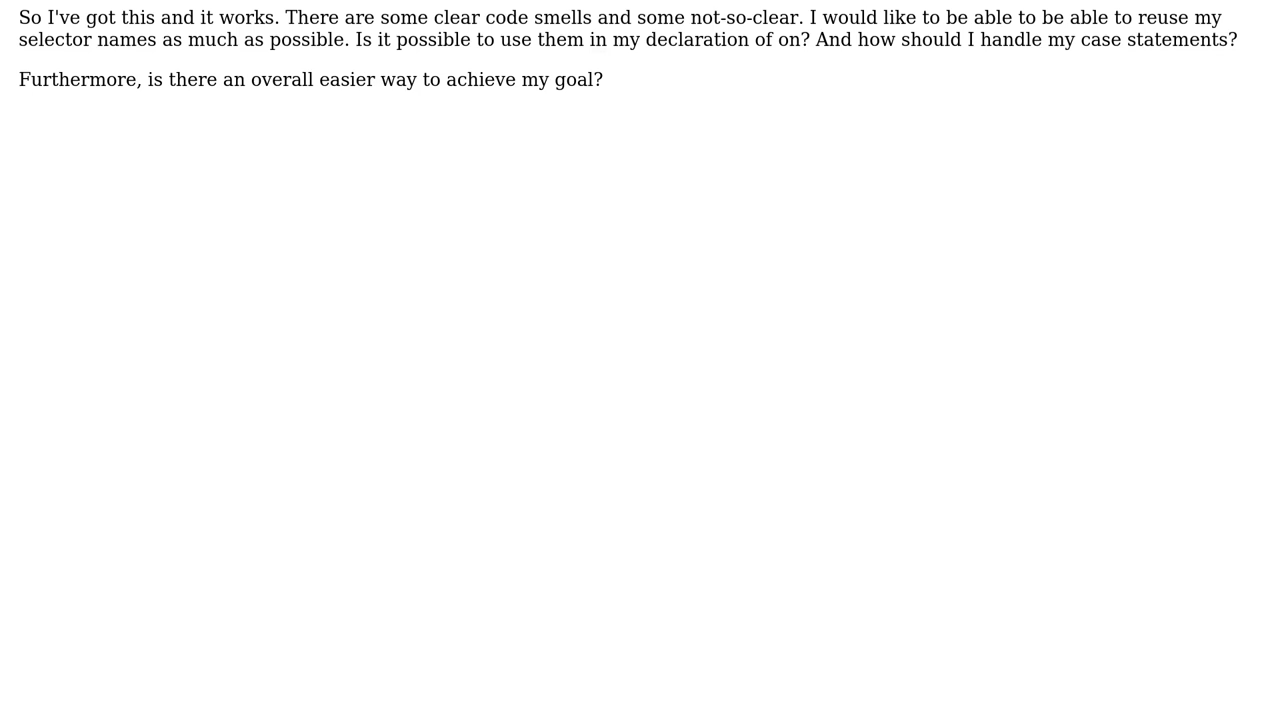 So I've got this and it works. There are some clear code smells and some not-so-clear. I would like to be able to be able to reuse my
selector names as much as possible. Is it possible to use them in my declaration of on? And how should I handle my case statements?
Furthermore, is there an overall easier way to achieve my goal?